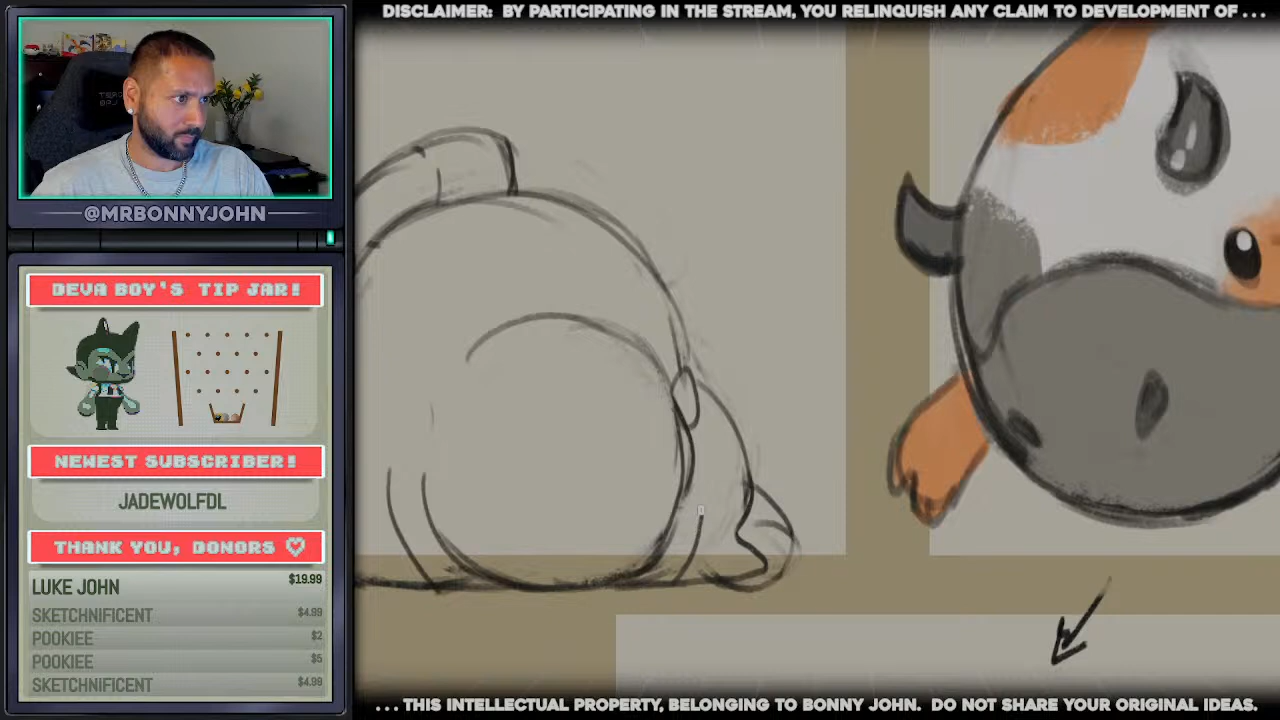 DISCLAIMER: BY PARTICIPATING IN THE STREAM, YOU RELINQUISH ANY CLAIM TO DEVELOPMENT OF . . .
@MRBONNYJOHN
DEVA BOY'S TIP JAR!
NEWEST SUBSCRIBER!
JADEWOLFDL
THANK YOU, DONORS ♡
LUKE JOHN $19.99
SKETCHNIFICENT $4.99
POOKIEE $2
POOKIEE $5
SKETCHNIFICENT $4.99
. . . THIS INTELLECTUAL PROPERTY, BELONGING TO BONNY JOHN. DO NOT SHARE YOUR ORIGINAL IDEAS.